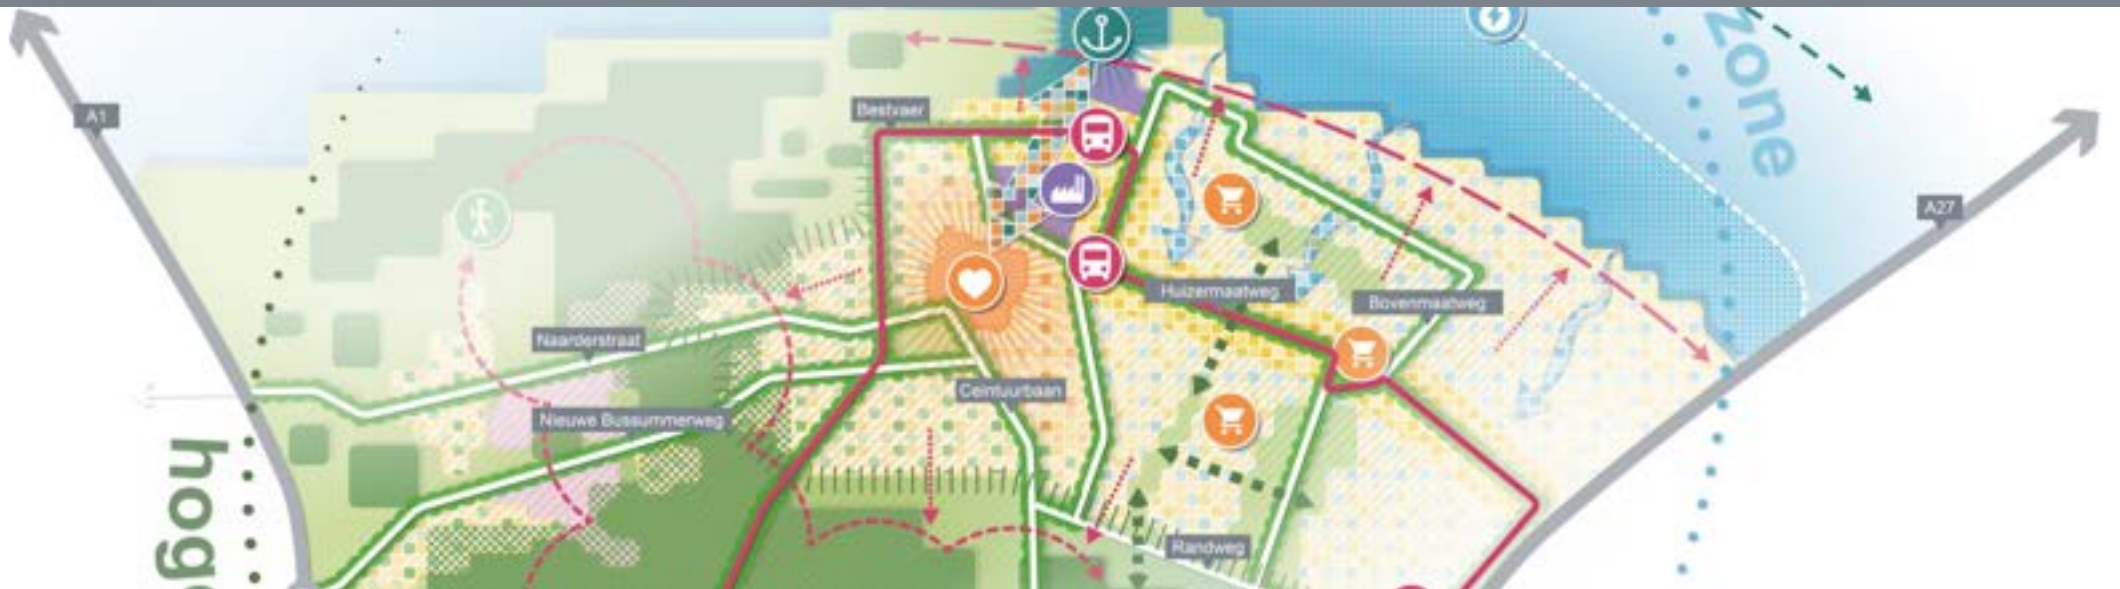 zone
A1
Bestvaer
A27
Huizermaatweg
Bovenmaatweg
Naarderstraat
Ceintuurbaan
Nieuwe Bussummerweg
hog
Randweg